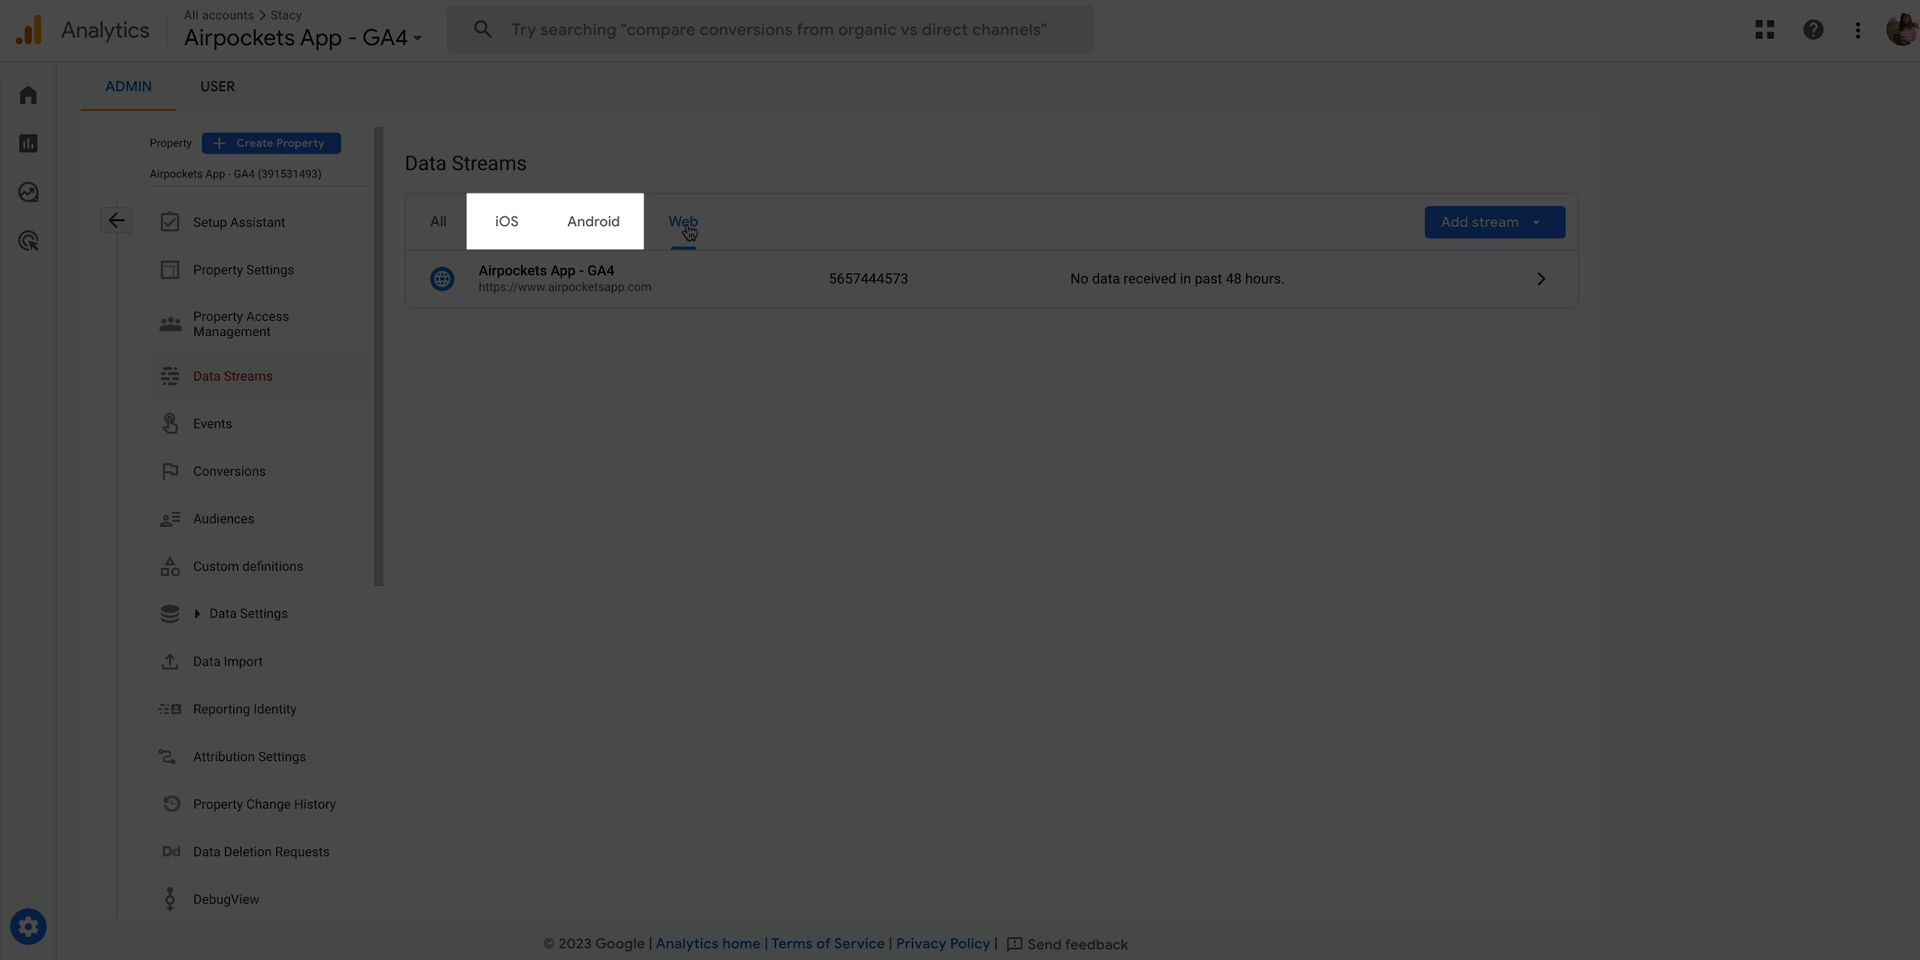 Analytics
All accounts > Stacy
Airpockets App - GA4
Try searching "compare conversions from organic vs direct channels"
ADMIN
USER
Property
Create Property
Airpockets App - GA4 (391531493)
Setup Assistant
Property Settings
Property Access
Management
Data Streams
Events
Conversions
Audiences
Custom definitions
Data Settings
Data Import
Reporting Identity
Attribution Settings
Property Change History
Dd Data Deletion Requests
DebugView
Data Streams
All iOS Android Web
Add stream
Airpockets App - GA4
https://www.airpocketsapp.com
5657444573
No data received in past 48 hours.
© 2023 Google | Analytics home | Terms of Service | Privacy Policy | Send feedback